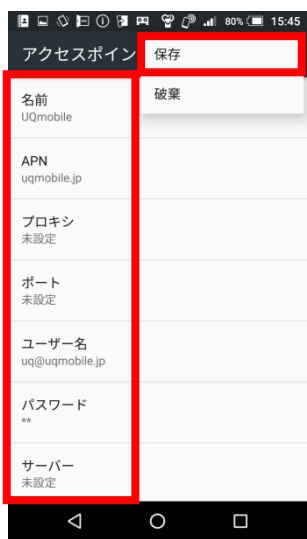 80% 15:45
アクセスポイン
保存
破棄
名前
UQmobile
APN
uqmobile.jp
プロキシ
未設定
ポート
未設定
ユーザー名
uq@uqmobile.jp
パスワード
**
サーバー
未設定